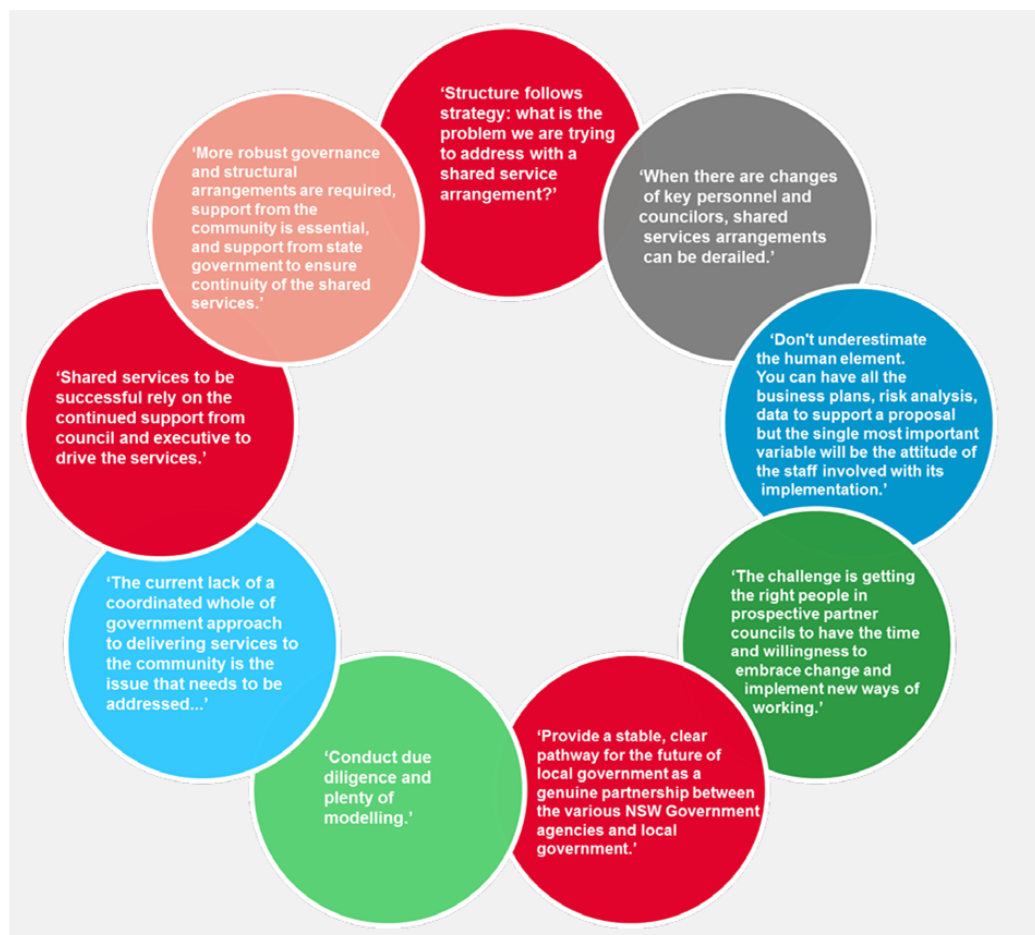 ‘Structure follows
strategy: what is the
problem we are trying
to address with a
shared service
arrangement?’
‘When there are changes
of key personnel and
councilors, shared
services arrangements
can be derailed.’
‘Don't underestimate
the human element.
You can have all the
business plans, risk analysis,
data to support a proposal
but the single most important
variable will be the attitude of
the staff involved with its
implementation.’
‘The challenge is getting
the right people in
prospective partner
councils to have the time
and willingness to
embrace change and
implement new ways of
working.’
‘Provide a stable, clear
pathway for the future of
local government as a
genuine partnership between
the various NSW Government
agencies and local
government.’
‘Conduct due
diligence and
plenty of
modelling.’
‘The current lack of a
coordinated whole of
government approach
to delivering services to
the community is the
issue that needs to be
addressed...’
‘Shared services to be
successful rely on the
continued support from
council and executive to
drive the services.’
‘More robust governance
and structural
arrangements are required,
support from the
community is essential,
and support from state
government to ensure
continuity of the shared
services.’